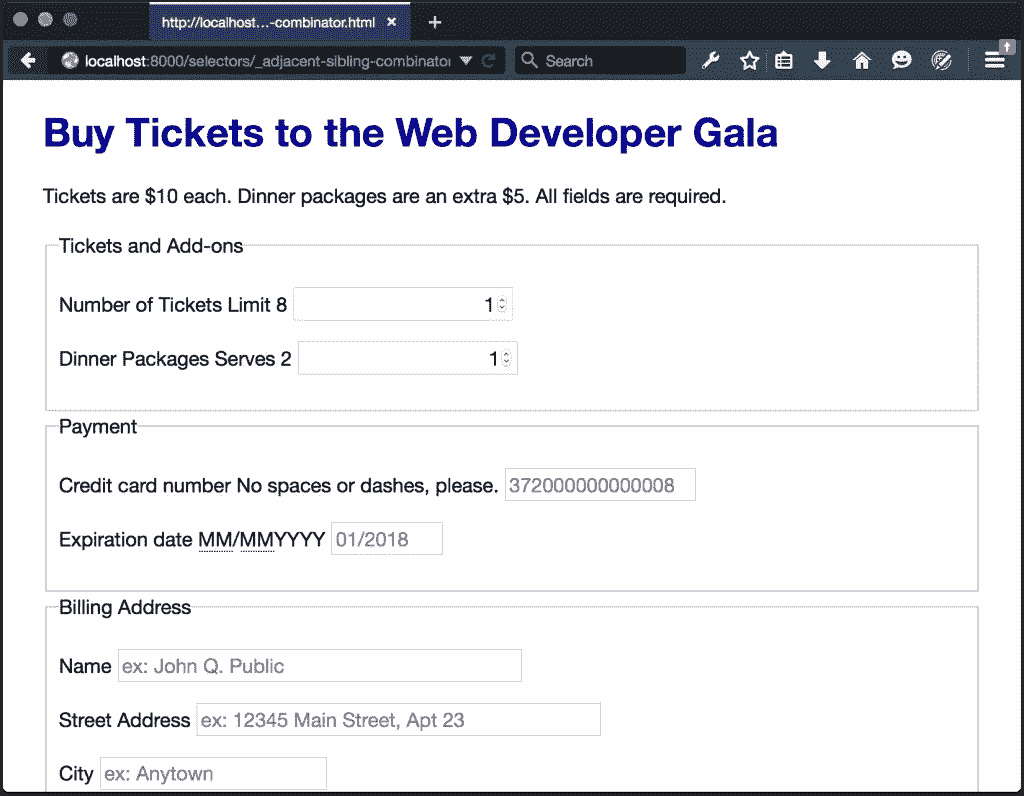 http://localhost...-combinator.html
localhost:8000/selectors/_adjacent-sibling-combinator
Search
Buy Tickets to the Web Developer Gala
Tickets are $10 each. Dinner packages are an extra $5. All fields are required.
Tickets and Add-ons
Number of Tickets Limit 8 1
Dinner Packages Serves 2 1
Payment
Credit card number No spaces or dashes, please. 372000000000008
Expiration date MM/MMYYYY 01/2018
Billing Address
Name ex: John Q. Public
Street Address ex: 12345 Main Street, Apt 23
City ex: Anytown